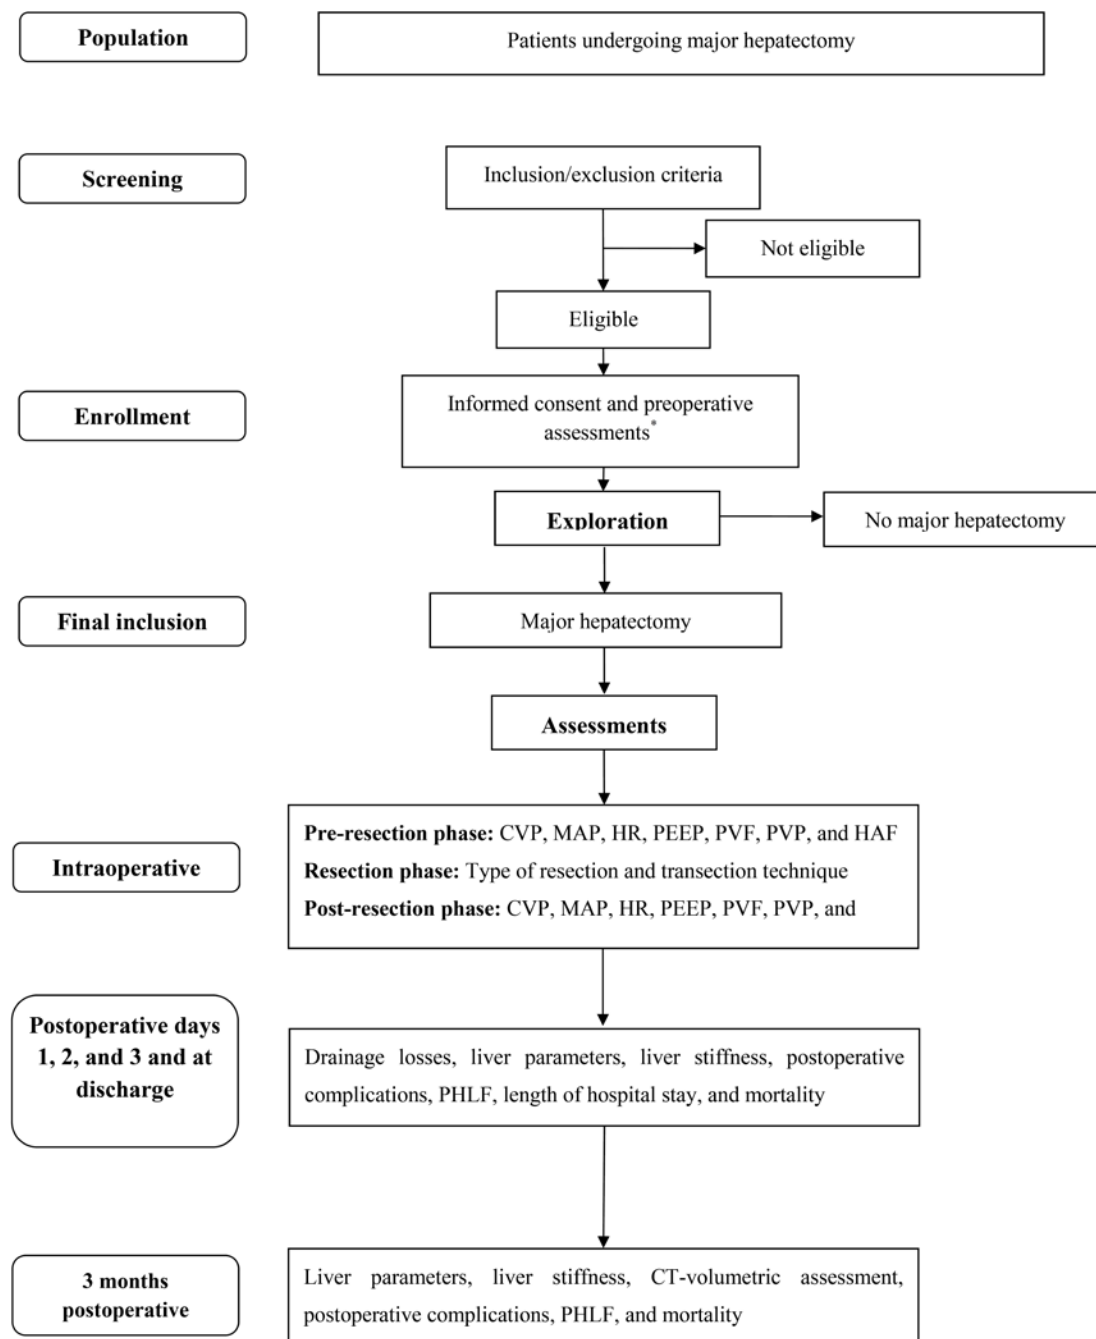 Population
Patients undergoing major hepatectomy
Screening
Inclusion/exclusion criteria
Not eligible
Eligible
Enrollment
Informed consent and preoperative
assessments*
Exploration
No major hepatectomy
Final inclusion
Major hepatectomy
Assessments
Intraoperative
Pre-resection phase: CVP, MAP, HR, PEEP, PVF, PVP, and HAF
Resection phase: Type of resection and transection technique
Post-resection phase: CVP, MAP, HR, PEEP, PVF, PVP, and
Postoperative days
1, 2, and 3 and at
discharge
Drainage losses, liver parameters, liver stiffness, postoperative
complications, PHLF, length of hospital stay, and mortality
3 months
postoperative
Liver parameters, liver stiffness, CT-volumetric assessment,
postoperative complications, PHLF, and mortality